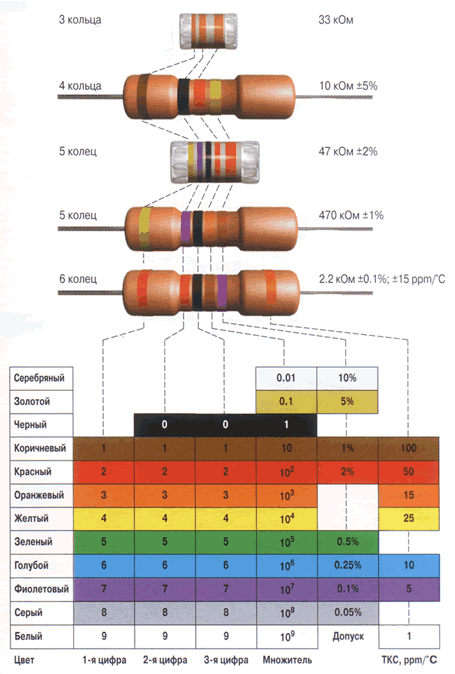 3 кольца 33 кОм
4 кольца 10 кОм ±5%
5 колец 47 кОм ±2%
5 колец 470 кОм ±1%
6 колец 2.2 кОм ±0.1%; ±15 ppm/°C
Серебряный 0.01 10%
Золотой 0.1 5%
Черный 0 0 1
Коричневый 1 1 1 10 1% 100
Красный 2 2 2 10² 2% 50
Оранжевый 3 3 3 10³ 15
Желтый 4 4 4 10⁴ 25
Зеленый 5 5 5 10⁵ 0.5%
Голубой 6 6 6 10⁶ 0.25% 10
Фиолетовый 7 7 7 10⁷ 0.1% 5
Серый 8 8 8 10⁸ 0.05%
Белый 9 9 9 10⁹ Допуск 1
Цвет 1-я цифра 2-я цифра 3-я цифра Множитель ТКС, ppm/°C